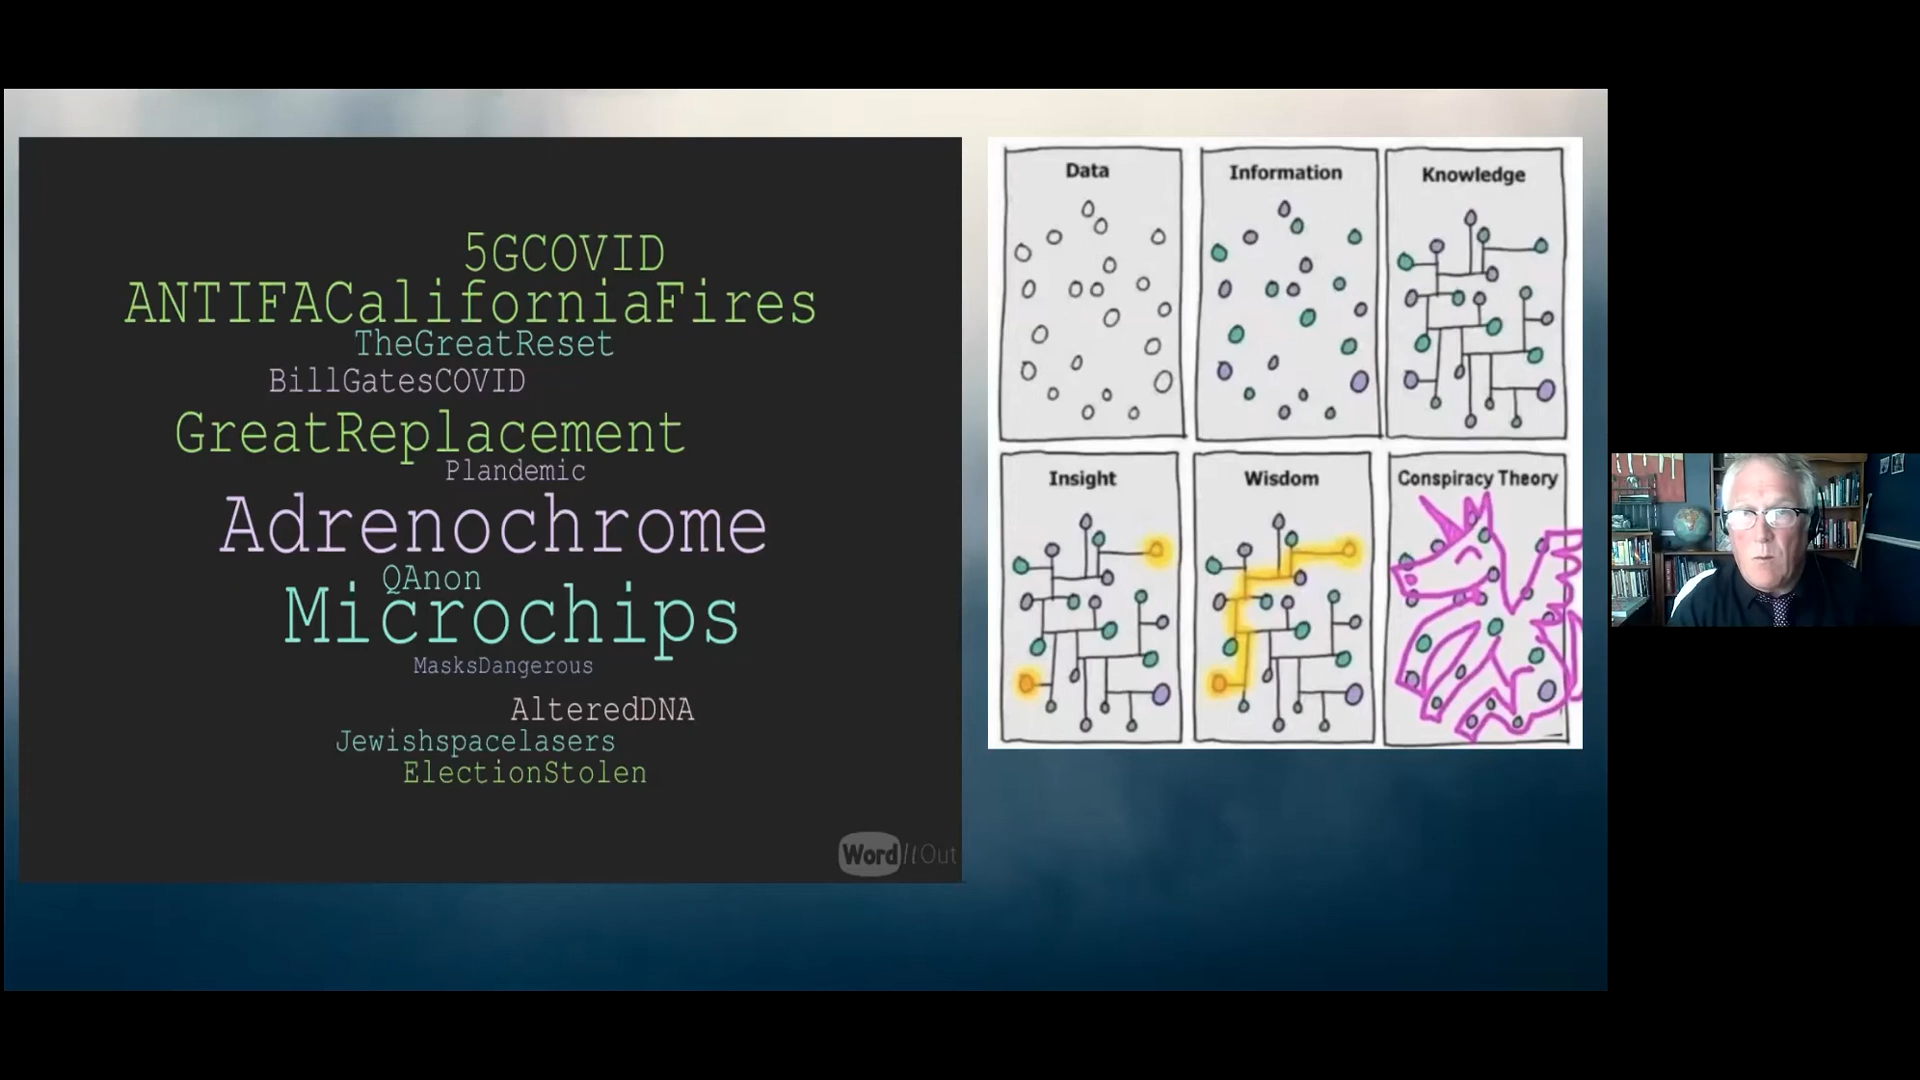 5GCOVID
ANTIFACaliforniaFires
TheGreatReset
BillGatesCOVID
GreatReplacement
Plandemic
Adrenochrome
QAnon
Microchips
MasksDangerous
AlteredDNA
Jewishspacelasers
ElectionStolen
WordItOut
Data
Information
Knowledge
Insight
Wisdom
Conspiracy Theory